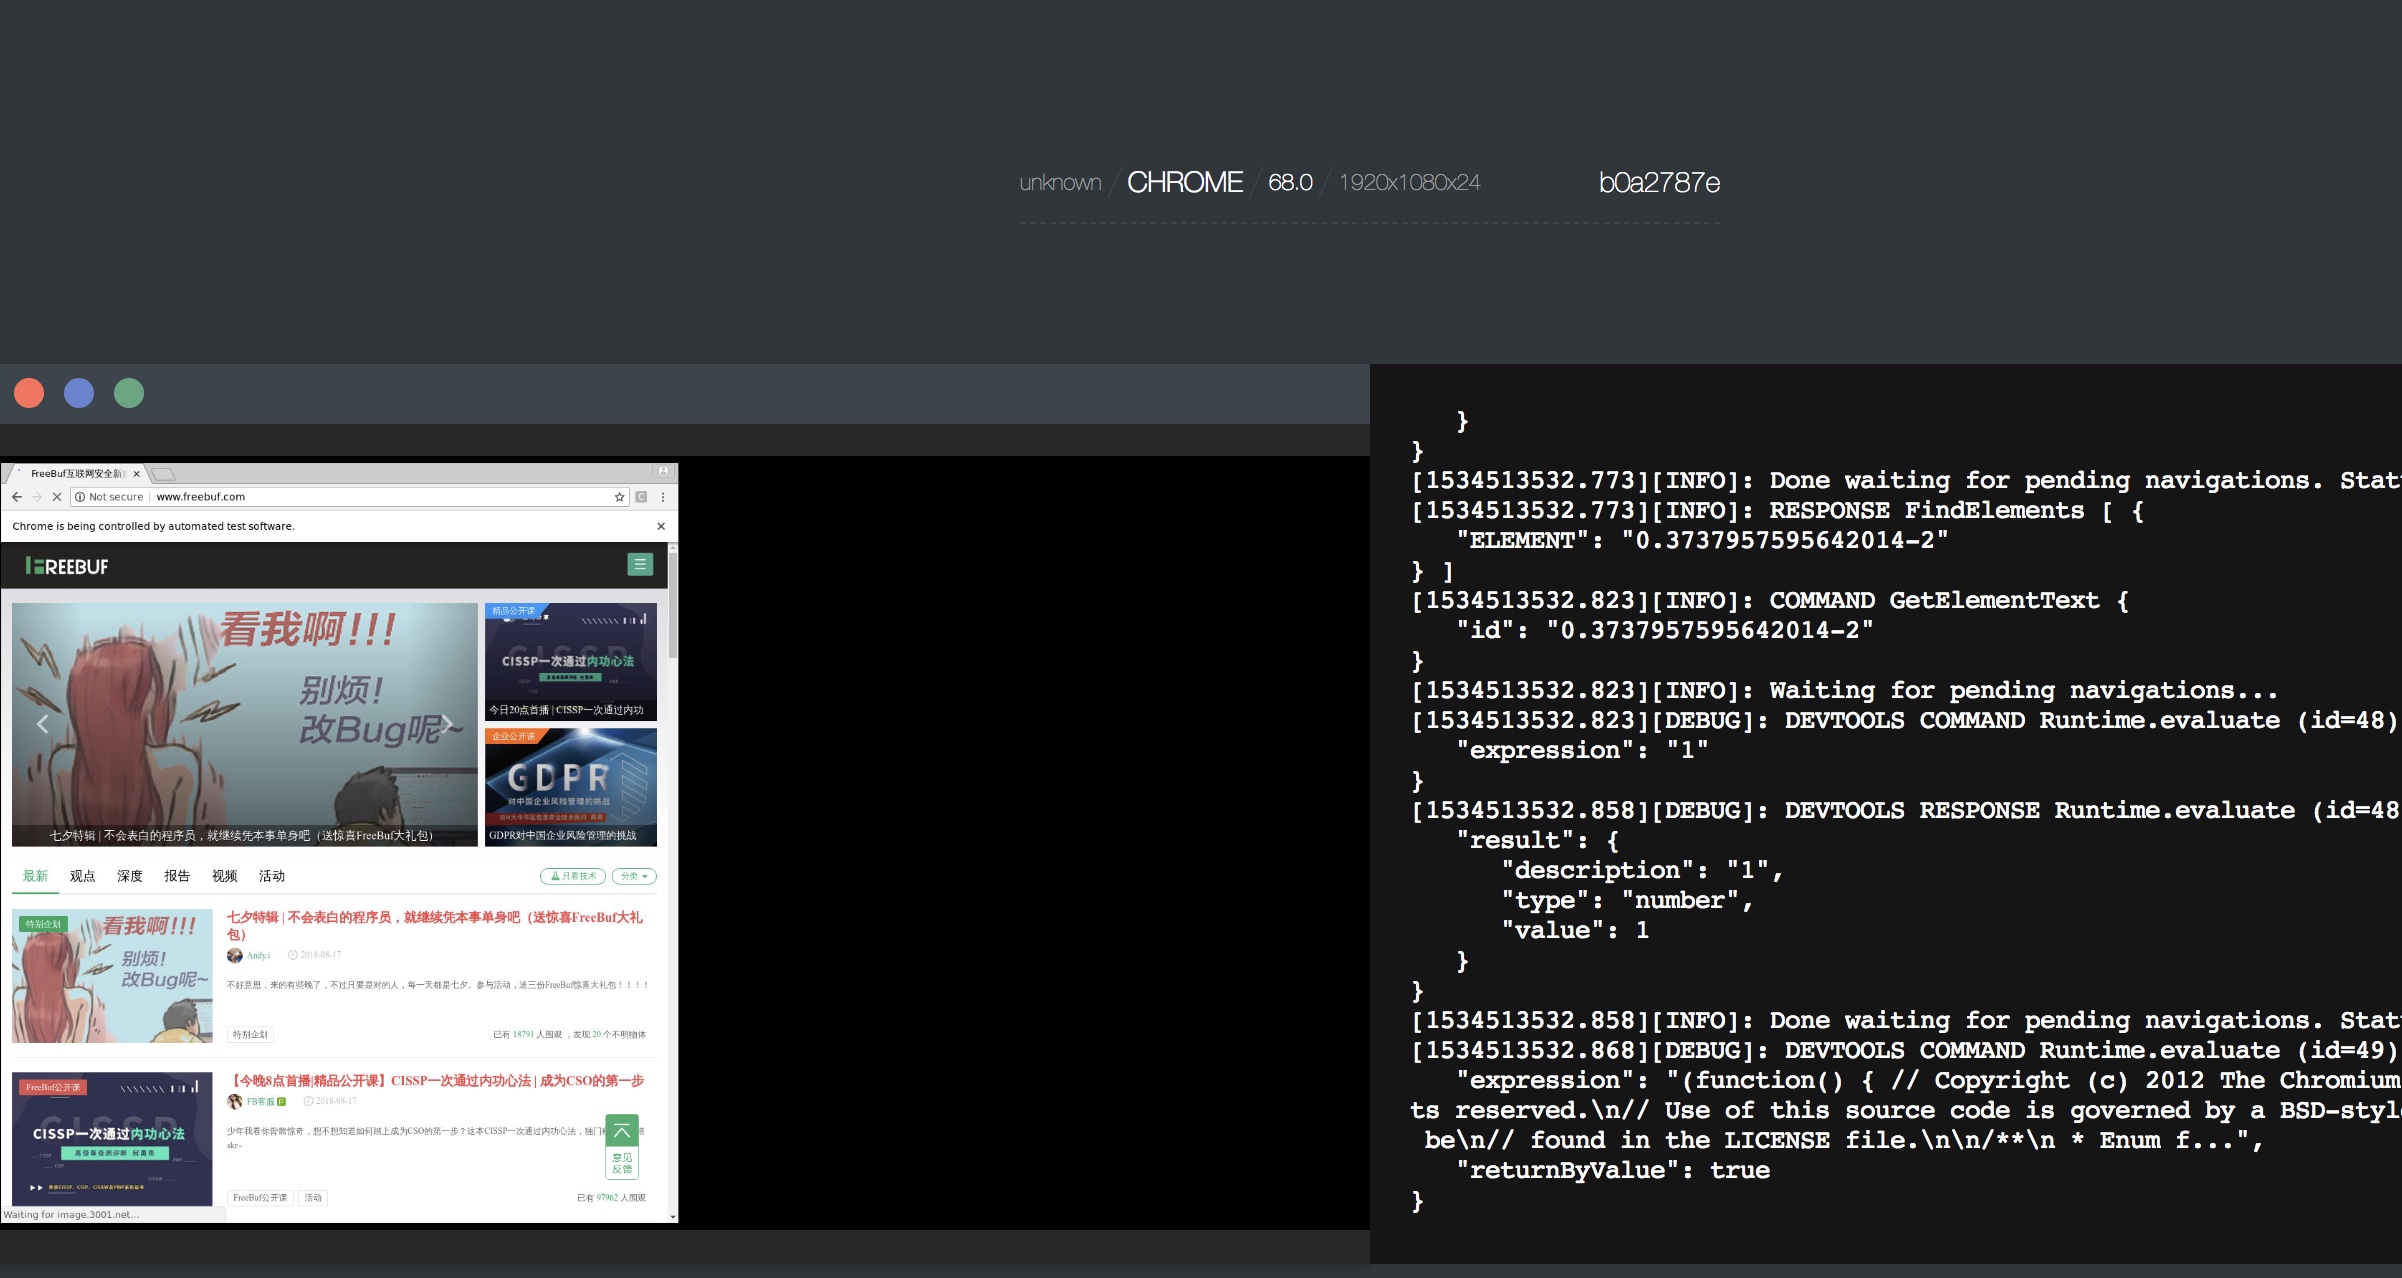 unknown / CHROME / 68.0 / 1920x1080x24 b0a2787e
FreeBuf互联网安全新
Not secure | www.freebuf.com
Chrome is being controlled by automated test software.
FREEBUF
看我啊!!!
别烦!
改Bug呢~
七夕特辑 | 不会表白的程序员，就继续凭本事单身吧（送惊喜FreeBuf大礼包）
精品公开课
CISSP一次通过内功心法
今日20点首播 | CISSP一次通过内功
企业公开课
GDPR
对中国企业风险管理的挑战
GDPR对中国企业风险管理的挑战
最新 观点 深度 报告 视频 活动 只看技术 分类
特别企划
看我啊!!!
别烦!
改Bug呢~
七夕特辑 | 不会表白的程序员，就继续凭本事单身吧（送惊喜FreeBuf大礼
包）
Andy.i 2018-08-17
不好意思，来的有些晚了，不过只要是对的人，每一天都是七夕。参与活动，送三份FreeBuf惊喜大礼包！！！！
特别企划 已有 18791 人围观 ，发现 20 个不明物体
FreeBuf公开课
CISSP
CISSP一次通过内功心法
高级等级测评师 何禺类
【今晚8点首播|精品公开课】CISSP一次通过内功心法 | 成为CSO的第一步
FB客服 2018-08-17
少年我看你骨骼惊奇，想不想知道如何踏上成为CSO的第一步？这本CISSP一次通过内功心法，独门
skr~
意见
反馈
FreeBuf公开课 活动 已有 97962 人围观
Waiting for image.3001.net...
}
}
[1534513532.773][INFO]: Done waiting for pending navigations. Stat
[1534513532.773][INFO]: RESPONSE FindElements [ {
"ELEMENT": "0.3737957595642014-2"
} ]
[1534513532.823][INFO]: COMMAND GetElementText {
"id": "0.3737957595642014-2"
}
[1534513532.823][INFO]: Waiting for pending navigations...
[1534513532.823][DEBUG]: DEVTOOLS COMMAND Runtime.evaluate (id=48)
"expression": "1"
}
[1534513532.858][DEBUG]: DEVTOOLS RESPONSE Runtime.evaluate (id=48
"result": {
"description": "1",
"type": "number",
"value": 1
}
}
[1534513532.858][INFO]: Done waiting for pending navigations. Stat
[1534513532.868][DEBUG]: DEVTOOLS COMMAND Runtime.evaluate (id=49)
"expression": "(function() { // Copyright (c) 2012 The Chromium
ts reserved.\n// Use of this source code is governed by a BSD-style
be\n// found in the LICENSE file.\n\n/**\n * Enum f...",
"returnByValue": true
}